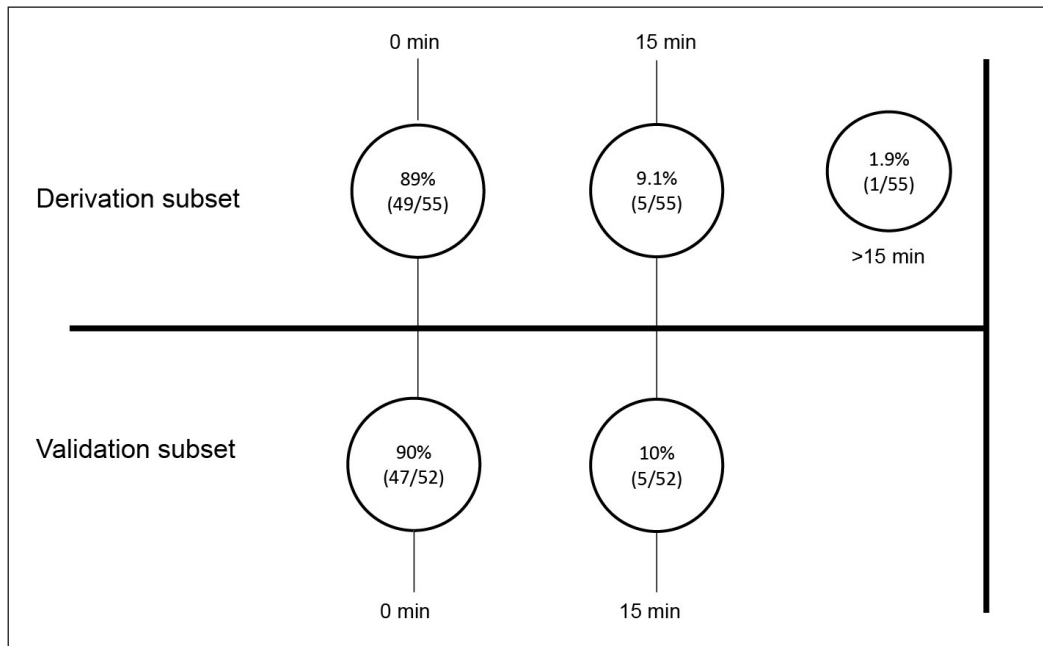 0 min
15 min
Derivation subset
89%
(49/55)
9.1%
(5/55)
1.9%
(1/55)
>15 min
Validation subset
90%
(47/52)
10%
(5/52)
0 min
15 min